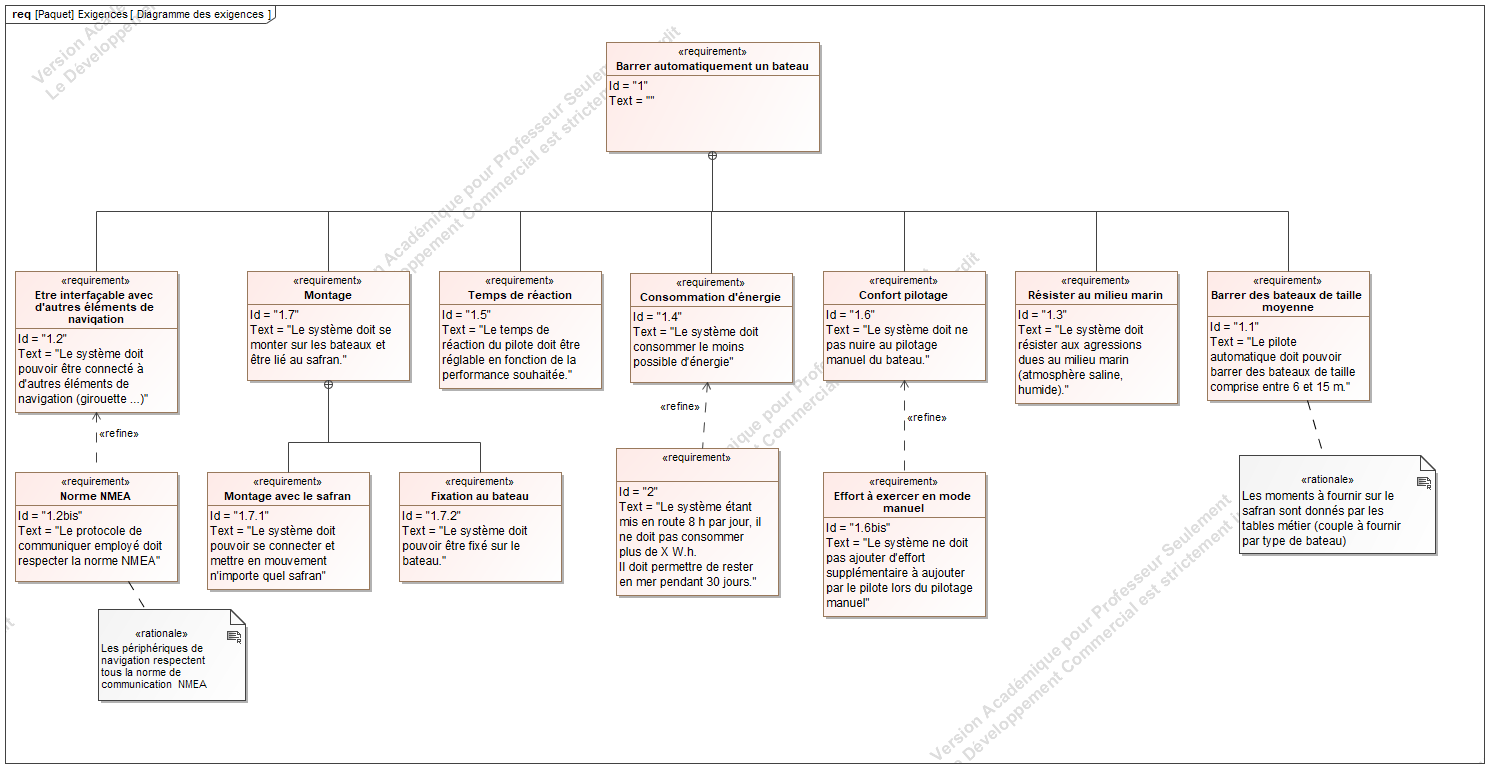 req [Paquet] Exigences [ Diagramme des exigences ]
Version Académique pour Professeur Seulement
Le Développement Commercial est strictement interdit
«requirement»
Barrer automatiquement un bateau
Id = "1"
Text = ""
«requirement»
Etre interfaçable avec
d'autres éléments de
navigation
Id = "1.2"
Text = "Le système doit
pouvoir être connecté à
d'autres éléments de
navigation (girouette ...)"
«requirement»
Montage
Id = "1.7"
Text = "Le système doit se
monter sur les bateaux et
être lié au safran."
«requirement»
Temps de réaction
Id = "1.5"
Text = "Le temps de
réaction du pilote doit être
réglable en fonction de la
performance souhaitée."
«requirement»
Consommation d'énergie
Id = "1.4"
Text = "Le système doit
consommer le moins
possible d'énergie"
«requirement»
Confort pilotage
Id = "1.6"
Text = "Le système doit ne
pas nuire au pilotage
manuel du bateau."
«requirement»
Résister au milieu marin
Id = "1.3"
Text = "Le système doit
résister aux agressions
dues au milieu marin
(atmosphère saline,
humide)."
«requirement»
Barrer des bateaux de taille
moyenne
Id = "1.1"
Text = "Le pilote
automatique doit pouvoir
barrer des bateaux de taille
comprise entre 6 et 15 m."
«refine»
«refine»
«refine»
«requirement»
Norme NMEA
Id = "1.2bis"
Text = "Le protocole de
communiquer employé doit
respecter la norme NMEA"
«requirement»
Montage avec le safran
Id = "1.7.1"
Text = "Le système doit
pouvoir se connecter et
mettre en mouvement
n'importe quel safran"
«requirement»
Fixation au bateau
Id = "1.7.2"
Text = "Le système doit
pouvoir être fixé sur le
bateau."
«requirement»
Id = "2"
Text = "Le système étant
mis en route 8 h par jour, il
ne doit pas consommer
plus de X W.h.
Il doit permettre de rester
en mer pendant 30 jours."
«requirement»
Effort à exercer en mode
manuel
Id = "1.6bis"
Text = "Le système ne doit
pas ajouter d'effort
supplémentaire à aujouter
par le pilote lors du pilotage
manuel"
«rationale»
Les moments à fournir sur le
safran sont donnés par les
tables métier (couple à fournir
par type de bateau)
«rationale»
Les périphériques de
navigation respectent
tous la norme de
communication NMEA